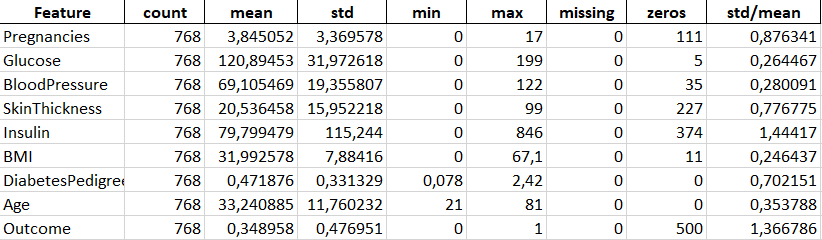 Feature count mean std min max missing zeros std/mean
Pregnancies 768 3,845052 3,369578 0 17 0 111 0,876341
Glucose 768 120,89453 31,972618 0 199 0 5 0,264467
BloodPressure 768 69,105469 19,355807 0 122 0 35 0,280091
SkinThickness 768 20,536458 15,952218 0 99 0 227 0,776775
Insulin 768 79,799479 115,244 0 846 0 374 1,44417
BMI 768 31,992578 7,88416 0 67,1 0 11 0,246437
DiabetesPedigree 768 0,471876 0,331329 0,078 2,42 0 0 0,702151
Age 768 33,240885 11,760232 21 81 0 0 0,353788
Outcome 768 0,348958 0,476951 0 1 0 500 1,366786